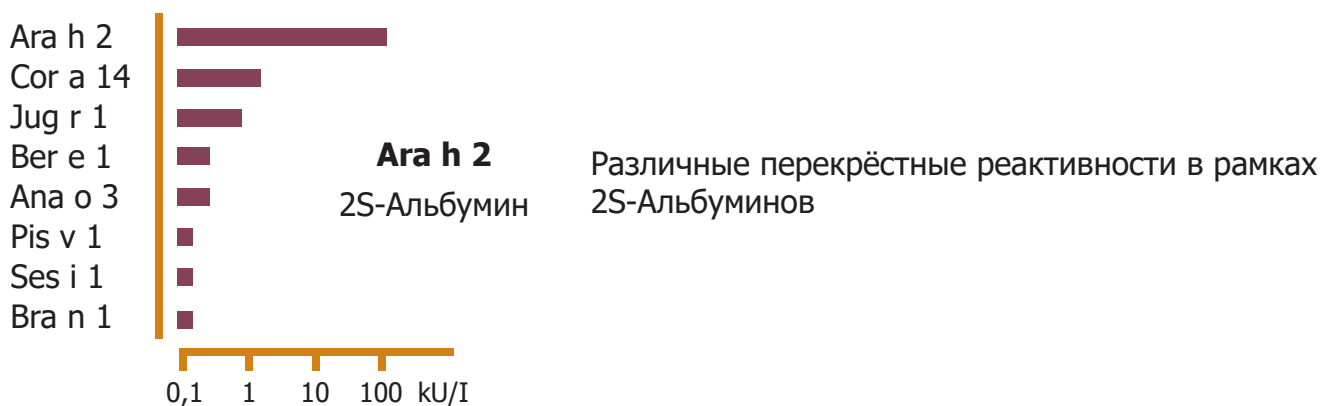 Ara h 2
Cor a 14
Jug r 1
Ber e 1
Ana o 3
Pis v 1
Ses i 1
Bra n 1
0,1 1 10 100 kU/I
Ara h 2
2S-Альбумин
Различные перекрёстные реактивности в рамках
2S-Альбуминов